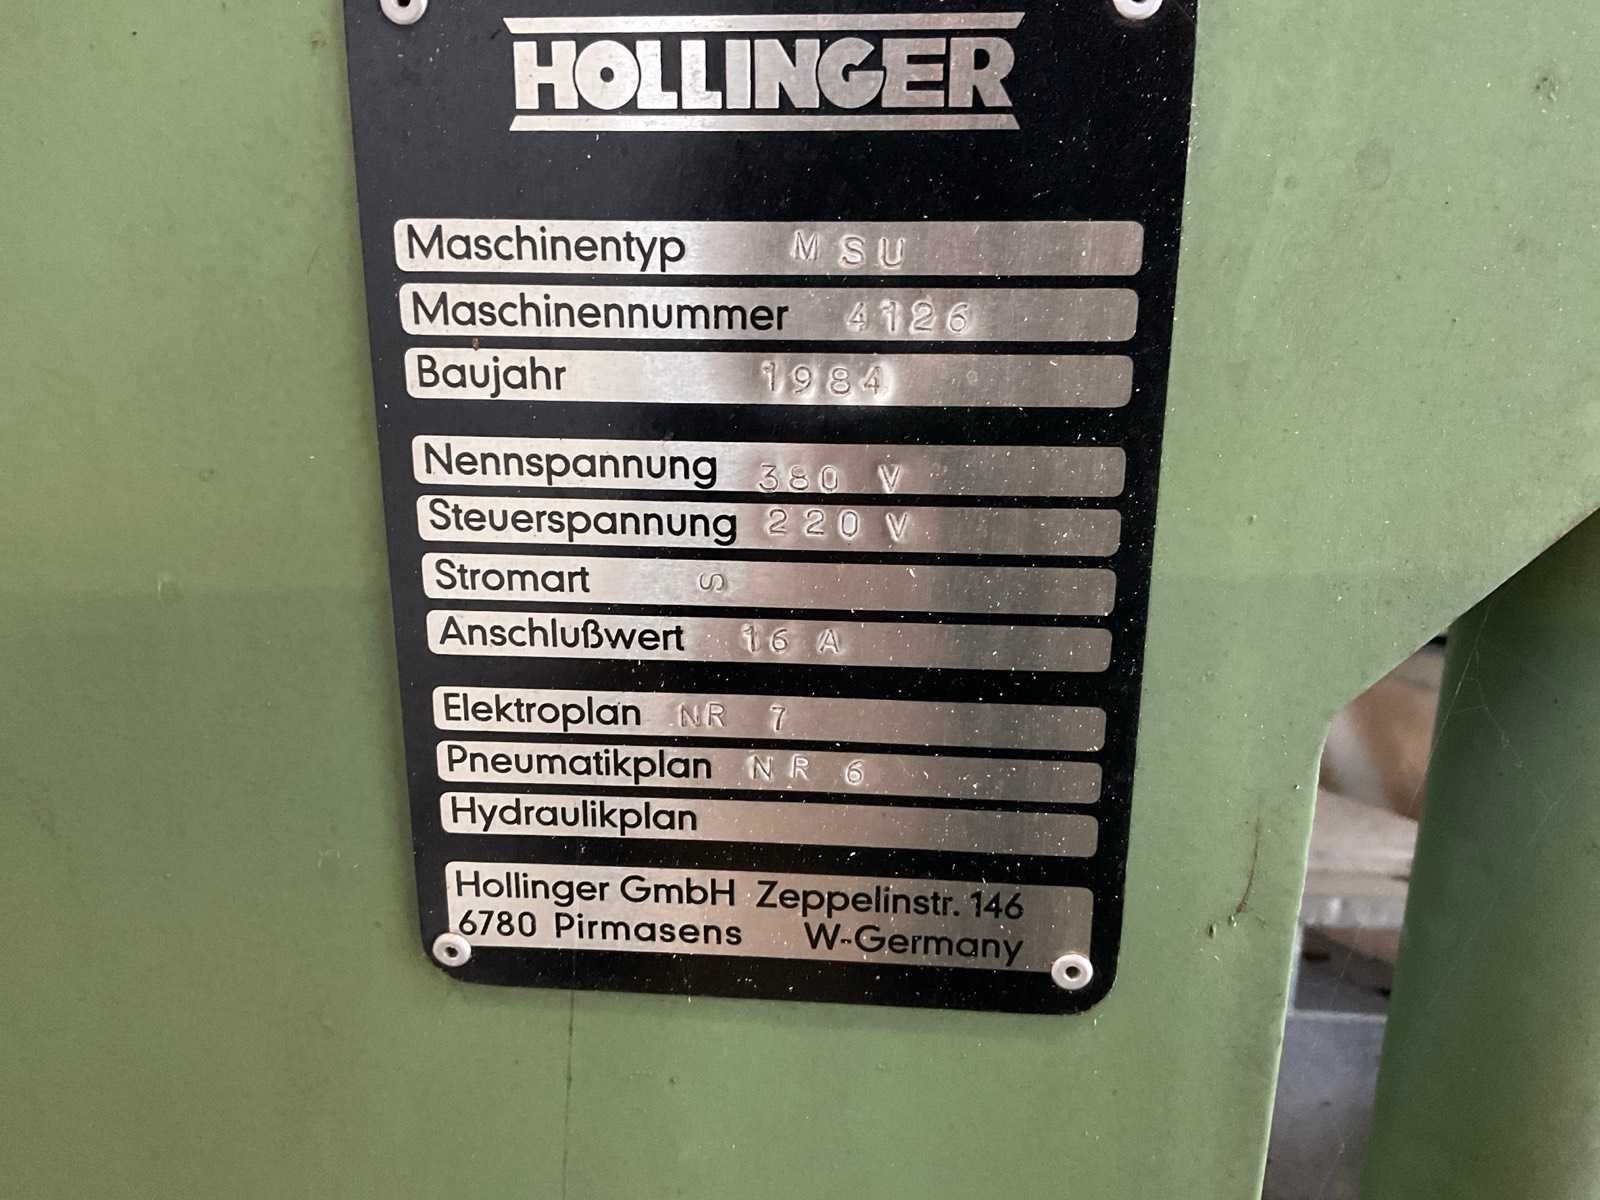 HOLLINGER
Maschinentyp MSU
Maschinennummer 4126
Baujahr 1984
Nennspannung 380 V
Steuerspannung 220 V
Stromart S
Anschlußwert 16 A
Elektroplan NR 7
Pneumatikplan NR 6
Hydraulikplan
Hollinger GmbH Zeppelinstr. 146
6780 Pirmasens W-Germany